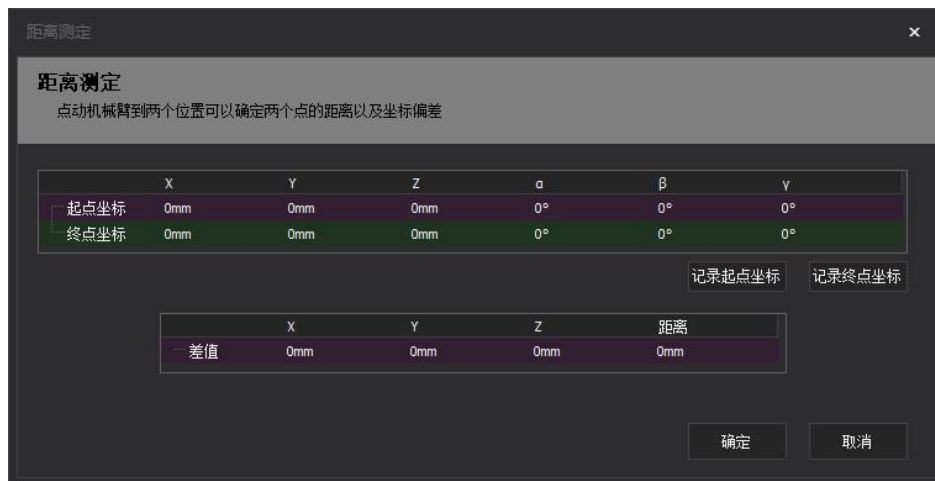 距离测定
×
距离测定
点动机械臂到两个位置可以确定两个点的距离以及坐标偏差
X Y Z α β γ
起点坐标 0mm 0mm 0mm 0° 0° 0°
终点坐标 0mm 0mm 0mm 0° 0° 0°
记录起点坐标 记录终点坐标
X Y Z 距离
差值 0mm 0mm 0mm 0mm
确定 取消